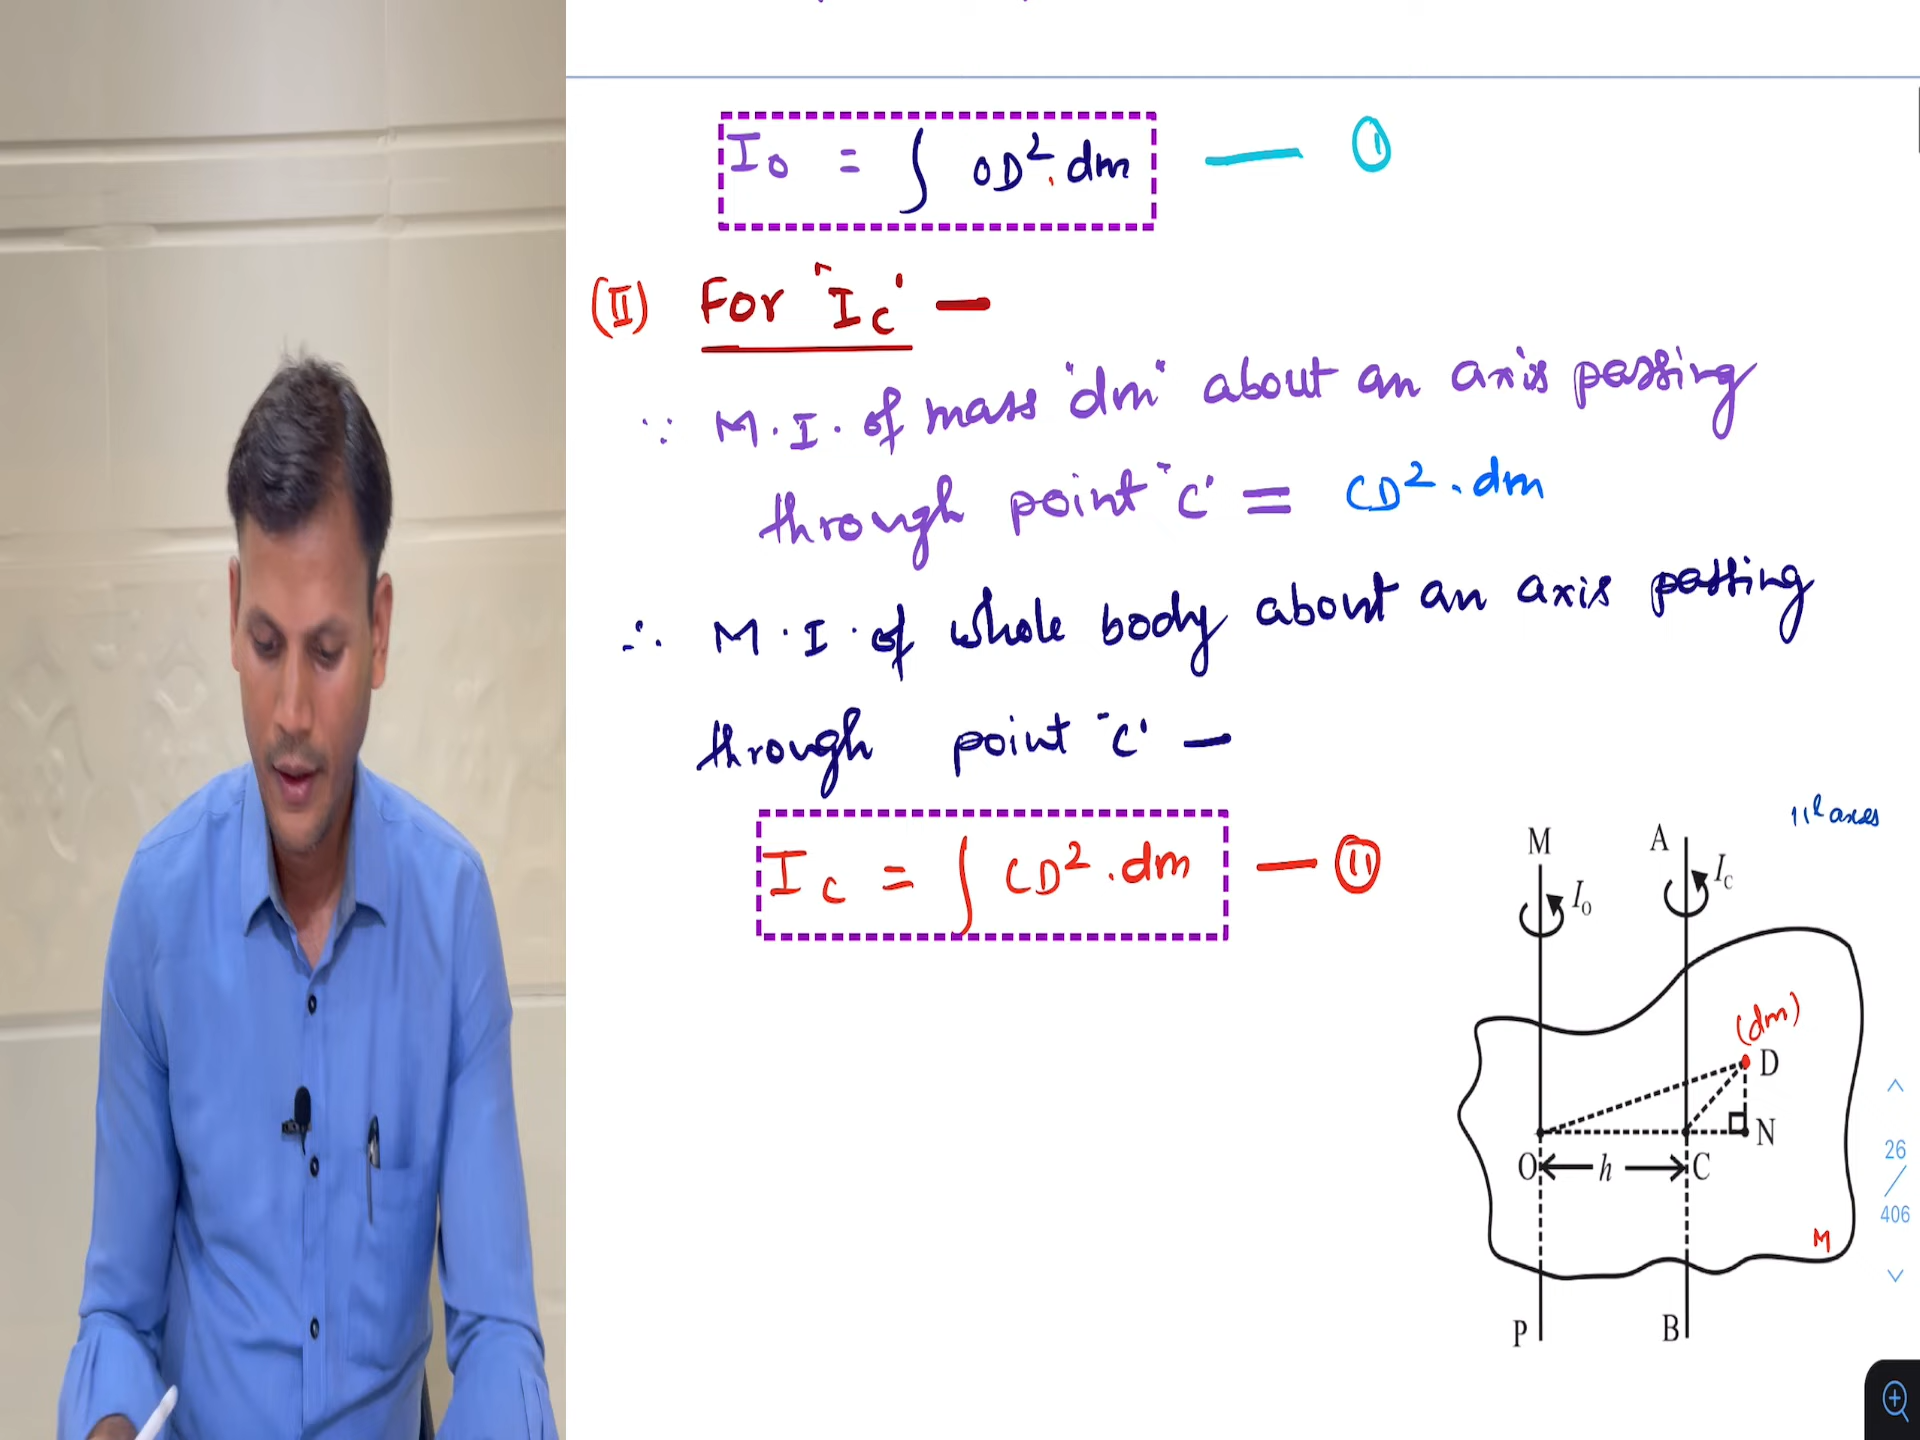 I₀ = ∫ OD². dm — ①
(II) For "Ic" —
∵ M.I. of mass "dm" about an axis passing
through point "C" = CD². dm
∴ M.I. of whole body about an axis passing
through point "C" —
Ic = ∫ CD². dm — ⑪
11ˡ axes
M A
I₀ Ic
(dm)
D
N
O h C
M
P B
26
/
406